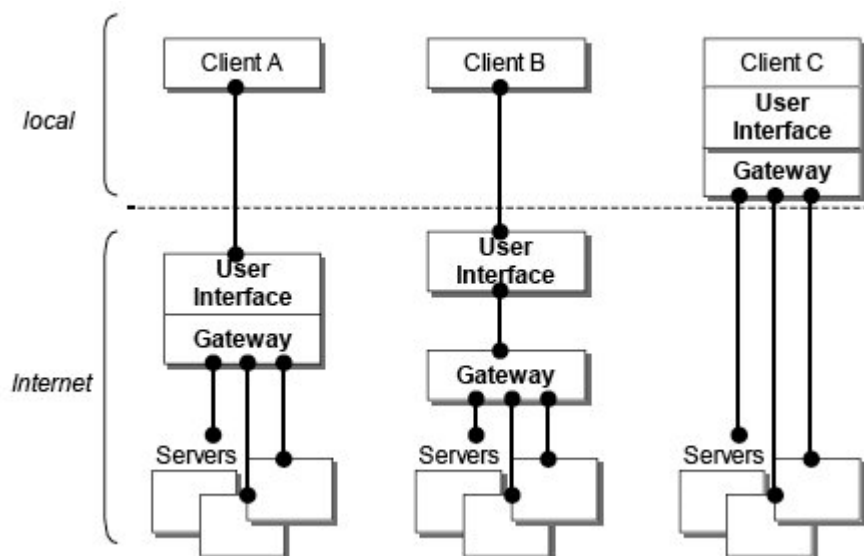 Client A
Client B
Client C
User
Interface
Gateway
local
User
Interface
Gateway
User
Interface
Gateway
Internet
Servers
Servers
Servers